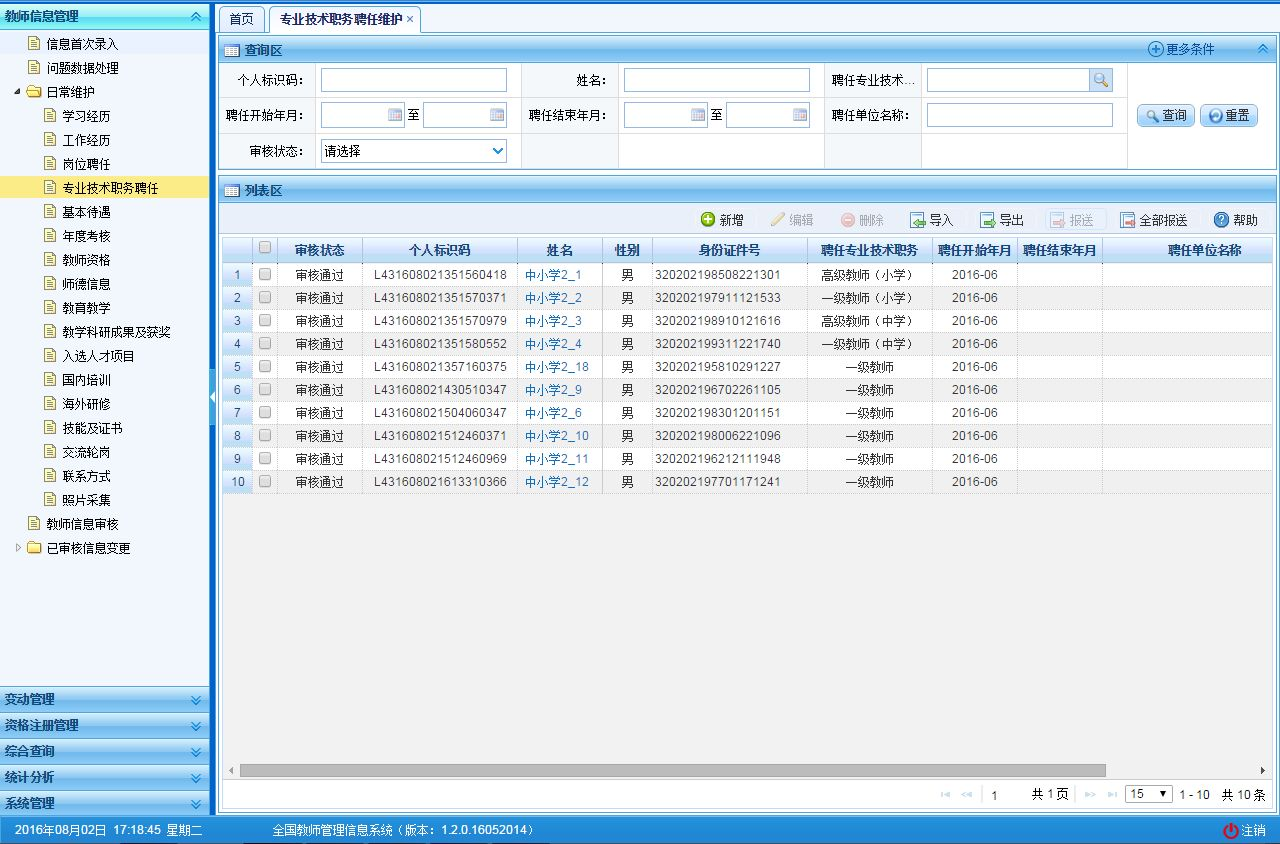 教师信息管理
信息首次录入
问题数据处理
日常维护
学习经历
工作经历
岗位聘任
专业技术职务聘任
基本待遇
年度考核
教师资格
师德信息
教育教学
教学科研成果及获奖
入选人才项目
国内培训
海外研修
技能及证书
交流轮岗
联系方式
照片采集
教师信息审核
已审核信息变更
变动管理
资格注册管理
综合查询
统计分析
系统管理
首页 专业技术职务聘任维护 ×
查询区 更多条件
个人标识码： 姓名： 聘任专业技术...
聘任开始年月： 至 聘任结束年月： 至 聘任单位名称： 查询 重置
审核状态： 请选择
列表区
新增 编辑 删除 导入 导出 报送 全部报送 帮助
审核状态 个人标识码 姓名 性别 身份证件号 聘任专业技术职务 聘任开始年月 聘任结束年月 聘任单位名称
1 审核通过 L431608021351560418 中小学2_1 男 320202198508221301 高级教师（小学） 2016-06
2 审核通过 L431608021351570371 中小学2_2 男 320202197911121533 一级教师（小学） 2016-06
3 审核通过 L431608021351570979 中小学2_3 男 320202198910121616 高级教师（中学） 2016-06
4 审核通过 L431608021351580552 中小学2_4 男 320202199311221740 一级教师（中学） 2016-06
5 审核通过 L431608021357160375 中小学2_18 男 320202195810291227 一级教师 2016-06
6 审核通过 L431608021430510347 中小学2_9 男 320202196702261105 一级教师 2016-06
7 审核通过 L431608021504060347 中小学2_6 男 320202198301201151 一级教师 2016-06
8 审核通过 L431608021512460371 中小学2_10 男 320202198006221096 一级教师 2016-06
9 审核通过 L431608021512460969 中小学2_11 男 320202196212111948 一级教师 2016-06
10 审核通过 L431608021613310366 中小学2_12 男 320202197701171241 一级教师 2016-06
1 共 1 页 15 1 - 10 共 10 条
2016年08月02日 17:18:45 星期二 全国教师管理信息系统（版本：1.2.0.16052014） 注销